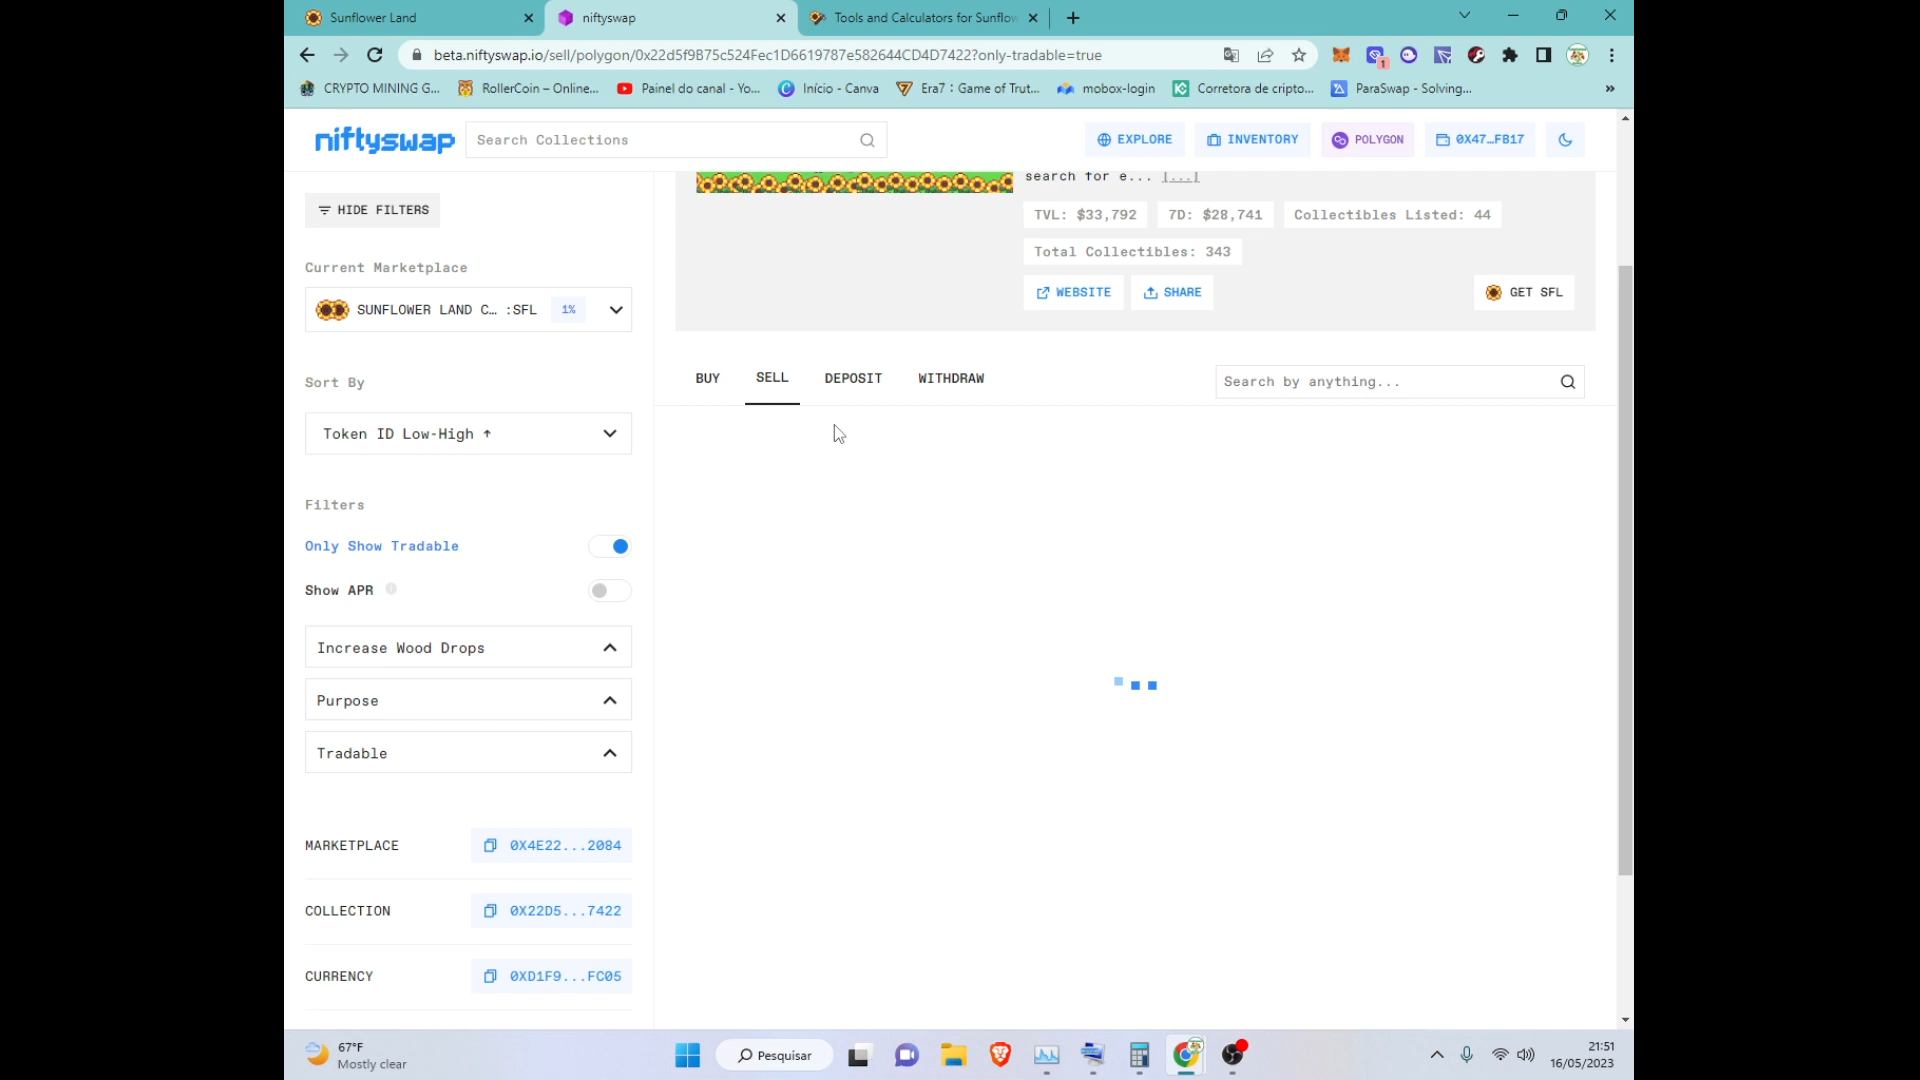 Sunflower Land
niftyswap
Tools and Calculators for Sunflow
beta.niftyswap.io/sell/polygon/0x22d5f9B75c524Fec1D6619787e582644CD4D7422?only-tradable=true
1
CRYPTO MINING G...
RollerCoin – Online...
Painel do canal - Yo...
Início - Canva
Era7 : Game of Trut...
mobox-login
Corretora de cripto...
ParaSwap - Solving...
»
niftyswap
Search Collections
EXPLORE
INVENTORY
POLYGON
0X47…FB17
search for e... [...]
HIDE FILTERS
TVL: $33,792
7D: $28,741
Collectibles Listed: 44
Total Collectibles: 343
Current Marketplace
WEBSITE
SHARE
GET SFL
SUNFLOWER LAND C… :SFL
1%
BUY
SELL
DEPOSIT
WITHDRAW
Search by anything...
Sort By
Token ID Low-High ↑
Filters
Only Show Tradable
Show APR
Increase Wood Drops
Purpose
Tradable
MARKETPLACE
0X4E22...2084
COLLECTION
0X22D5...7422
CURRENCY
0XD1F9...FC05
67°F
Mostly clear
Pesquisar
21:51
16/05/2023